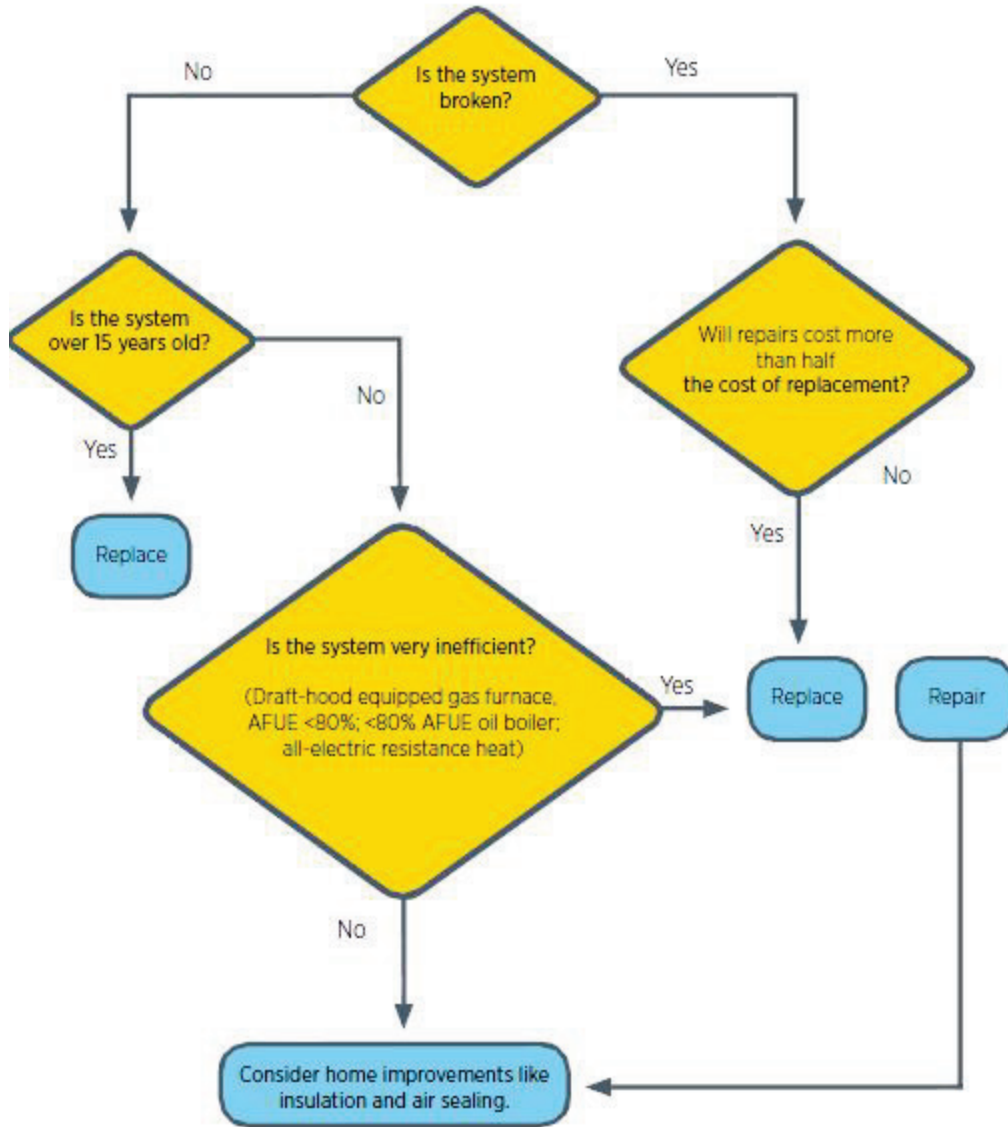 No
Is the system
broken?
Yes
Is the system
over 15 years old?
No
Yes
Replace
Will repairs cost more
than half
the cost of replacement?
No
Yes
Is the system very inefficient?
(Draft-hood equipped gas furnace,
AFUE <80%; <80% AFUE oil boiler;
all-electric resistance heat)
Yes
Replace
Repair
No
Consider home improvements like
insulation and air sealing.